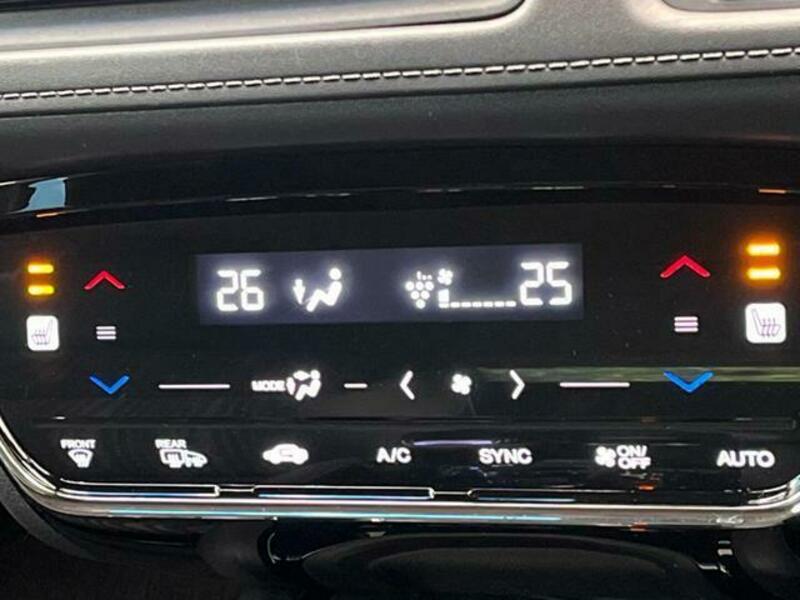 26 25
MODE
FRONT REAR A/C SYNC ON/OFF AUTO